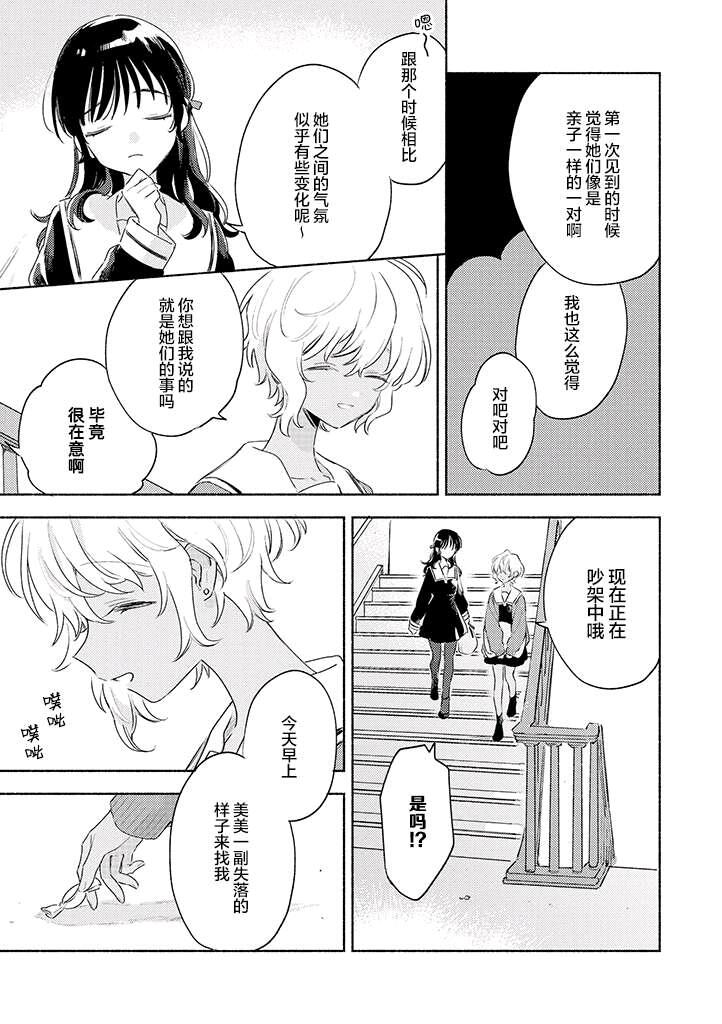 第一次见到的时候
觉得她们像是
亲子一样的一对啊
我也这么觉得
对吧对吧
嗯~
跟那个时候相比
她们之间的气氛
似乎有些变化呢~
你想跟我说的
就是她们的事吗
毕竟
很在意啊
现在正在
吵架中哦
是吗!?
噗咄
噗咄
今天早上
美美一副失落的
样子来找我